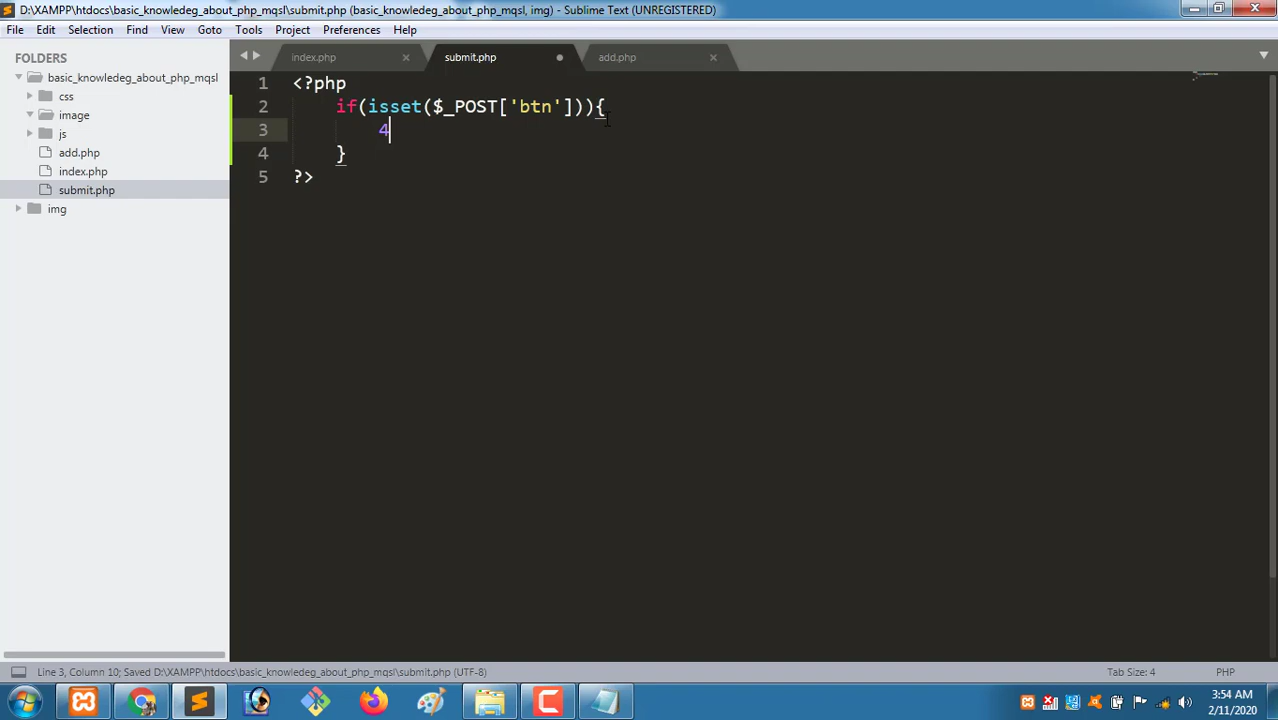 D:\XAMPP\htdocs\basic_knowledeg_about_php_mqsl\submit.php (basic_knowledeg_about_php_mqsl, img) - Sublime Text (UNREGISTERED)
File Edit Selection Find View Goto Tools Project Preferences Help
FOLDERS
basic_knowledeg_about_php_mqsl
css
image
js
add.php
index.php
submit.php
img
index.php submit.php add.php
1 <?php
2 if(isset($_POST['btn'])){
3 4
4 }
5 ?>
Line 3, Column 10; Saved D:\XAMPP\htdocs\basic_knowledeg_about_php_mqsl\submit.php (UTF-8) Tab Size: 4 PHP
3:54 AM
2/11/2020